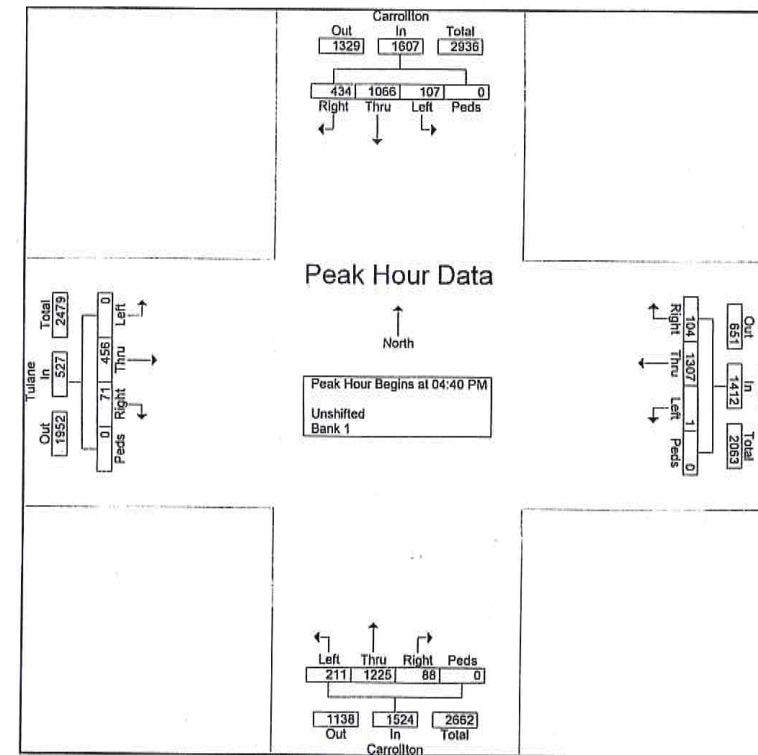 Carrollton
Out In Total
1329 1607 2936
434 1066 107 0
Right Thru Left Peds
Peak Hour Data
North
Peak Hour Begins at 04:40 PM
Unshifted
Bank 1
Tulane
Out In Total
1952 527 2479
0 456 71 0
Left Thru Right Peds
Out In Total
651 1412 2063
104 1307 1 0
Right Thru Left Peds
Left Thru Right Peds
211 1225 88 0
1138 1524 2662
Out In Total
Carrollton